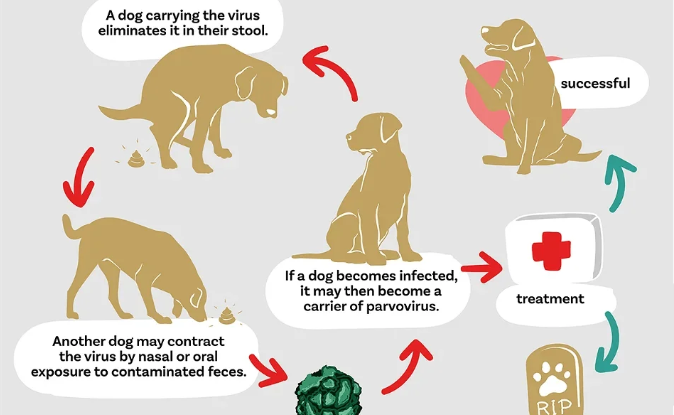 A dog carrying the virus
eliminates it in their stool.
successful
If a dog becomes infected,
it may then become a
carrier of parvovirus.
treatment
Another dog may contract
the virus by nasal or oral
exposure to contaminated feces.
RIP